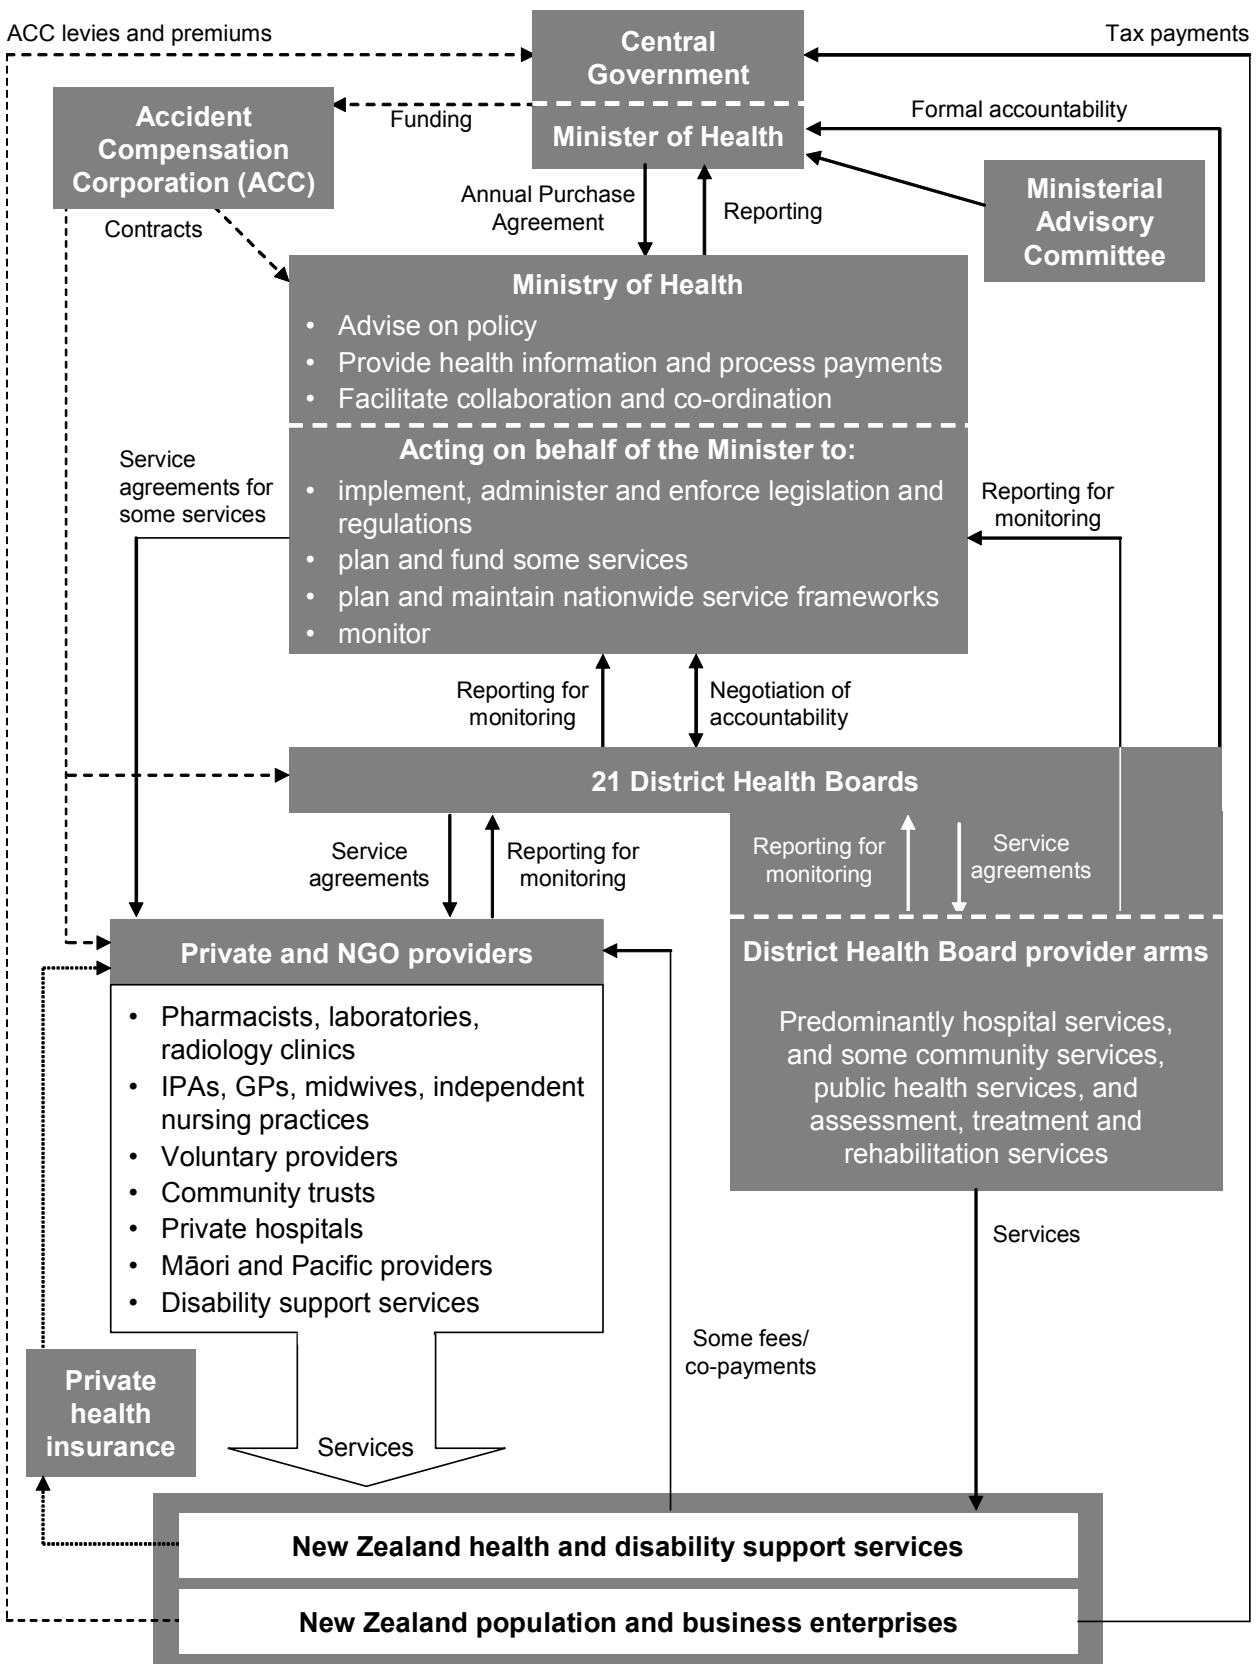 ACC levies and premiums
Tax payments
Central
Government
Minister of Health
Funding
Formal accountability
Accident
Compensation
Corporation (ACC)
Contracts
Annual Purchase
Agreement
Reporting
Ministerial
Advisory
Committee
Ministry of Health
• Advise on policy
• Provide health information and process payments
• Facilitate collaboration and co-ordination
Acting on behalf of the Minister to:
• implement, administer and enforce legislation and
regulations
• plan and fund some services
• plan and maintain nationwide service frameworks
• monitor
Service
agreements for
some services
Reporting for
monitoring
Reporting for
monitoring
Negotiation of
accountability
21 District Health Boards
Service
agreements
Reporting for
monitoring
Reporting for
monitoring
Service
agreements
Private and NGO providers
• Pharmacists, laboratories,
radiology clinics
• IPAs, GPs, midwives, independent
nursing practices
• Voluntary providers
• Community trusts
• Private hospitals
• Māori and Pacific providers
• Disability support services
District Health Board provider arms
Predominantly hospital services,
and some community services,
public health services, and
assessment, treatment and
rehabilitation services
Services
Some fees/
co-payments
Private
health
insurance
Services
New Zealand health and disability support services
New Zealand population and business enterprises